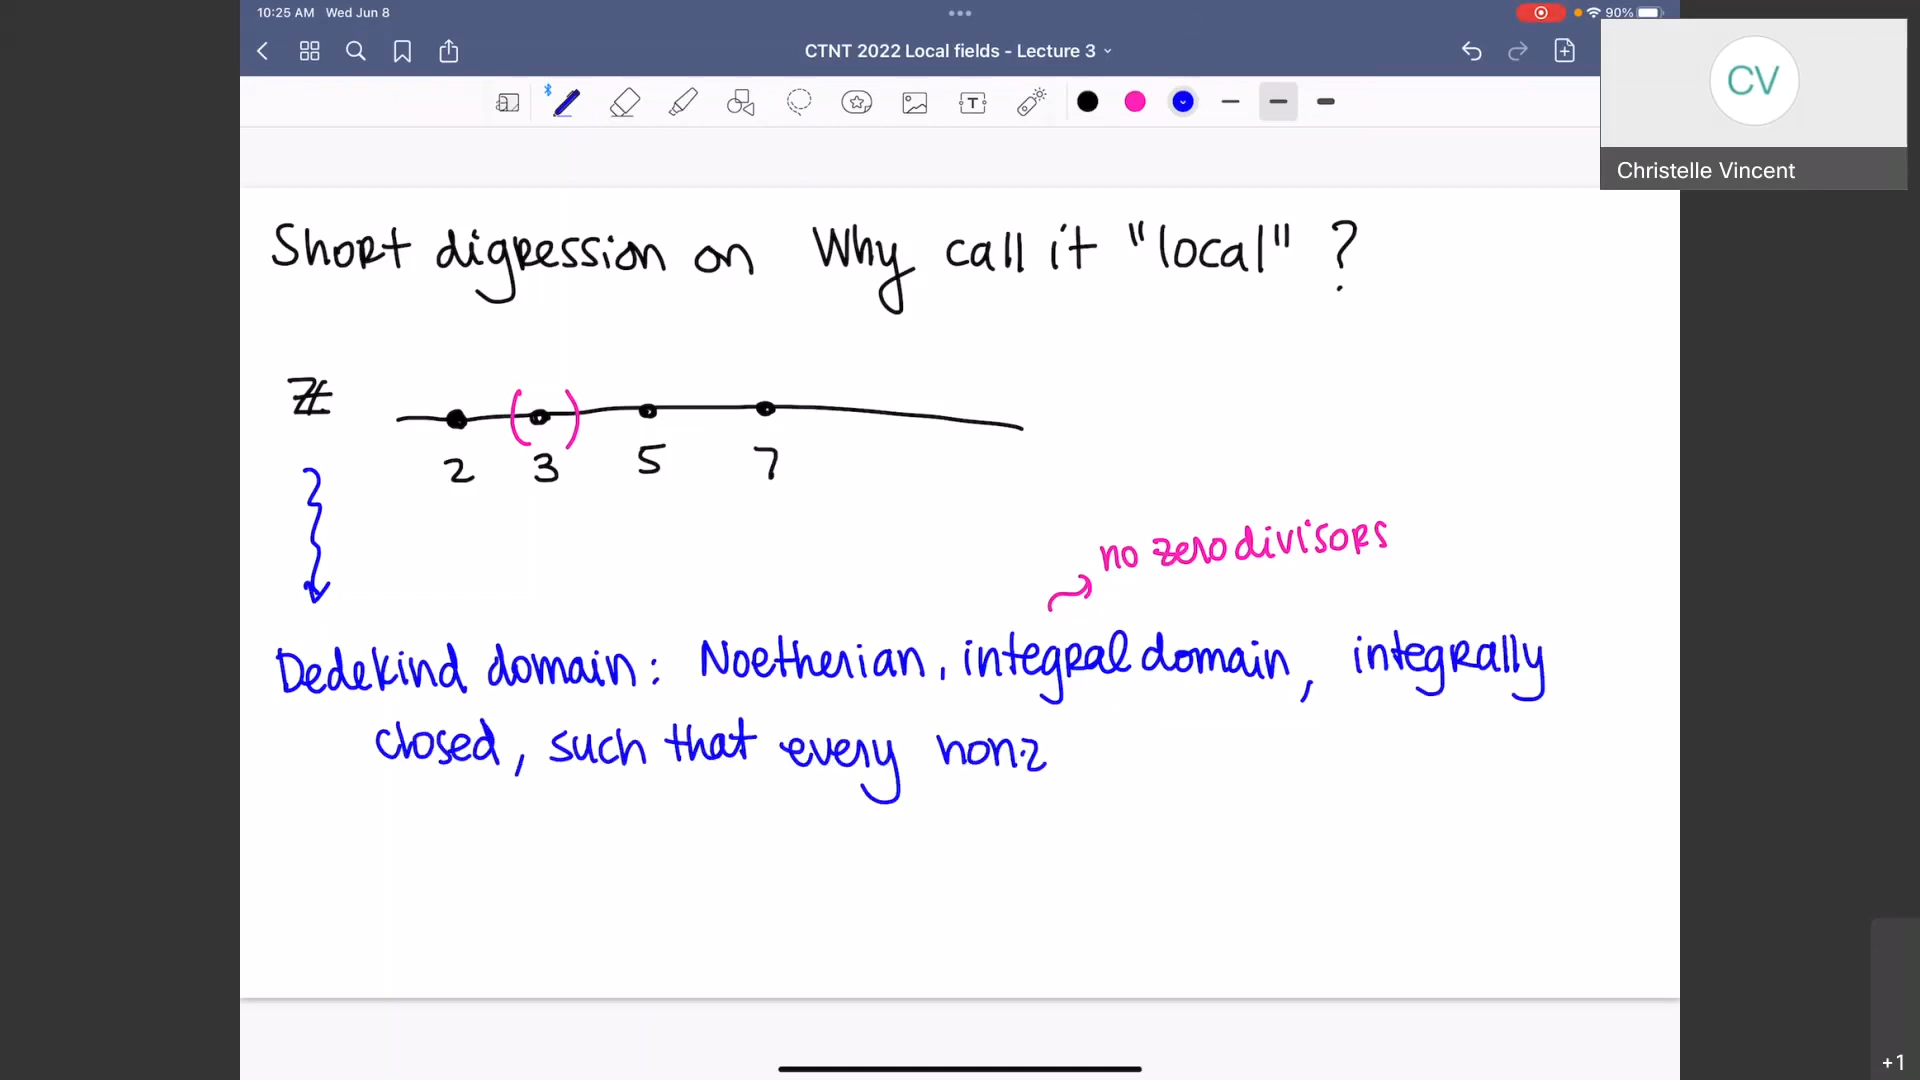 10:25 AM Wed Jun 8
90%
CTNT 2022 Local fields - Lecture 3
T
CV
Christelle Vincent
Short digression on Why call it "local" ?
ℤ
2 3 5 7
no zero divisors
Dedekind domain: Noetherian, integral domain, integrally
closed, such that every nonz
+1